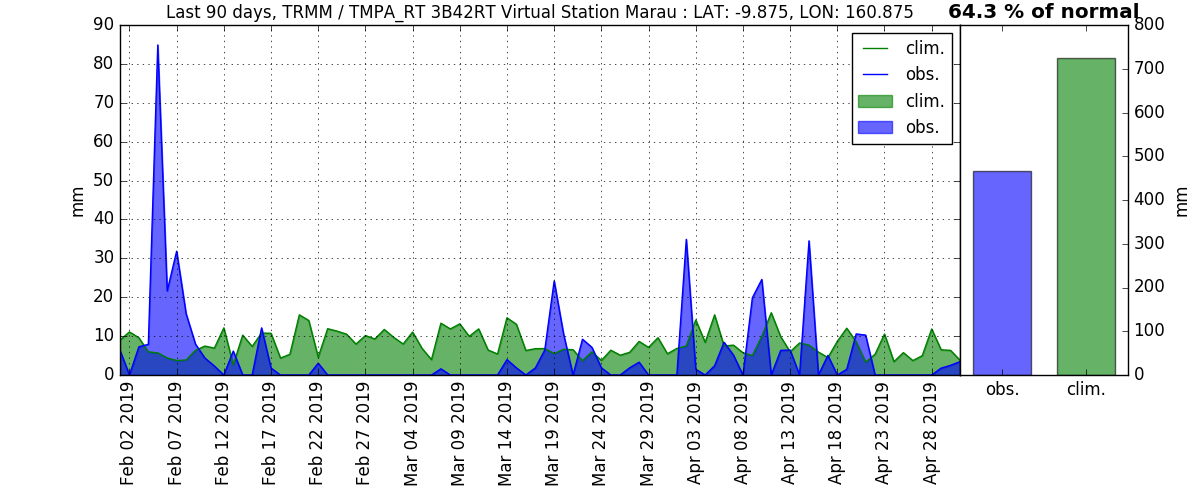 Last 90 days, TRMM / TMPA_RT 3B42RT Virtual Station Marau : LAT: -9.875, LON: 160.875
64.3 % of normal
mm
90
80
70
60
50
40
30
20
10
0
clim.
obs.
clim.
obs.
Feb 02 2019
Feb 07 2019
Feb 12 2019
Feb 17 2019
Feb 22 2019
Feb 27 2019
Mar 04 2019
Mar 09 2019
Mar 14 2019
Mar 19 2019
Mar 24 2019
Mar 29 2019
Apr 03 2019
Apr 08 2019
Apr 13 2019
Apr 18 2019
Apr 23 2019
Apr 28 2019
obs.
clim.
800
700
600
500
400
300
200
100
0
mm